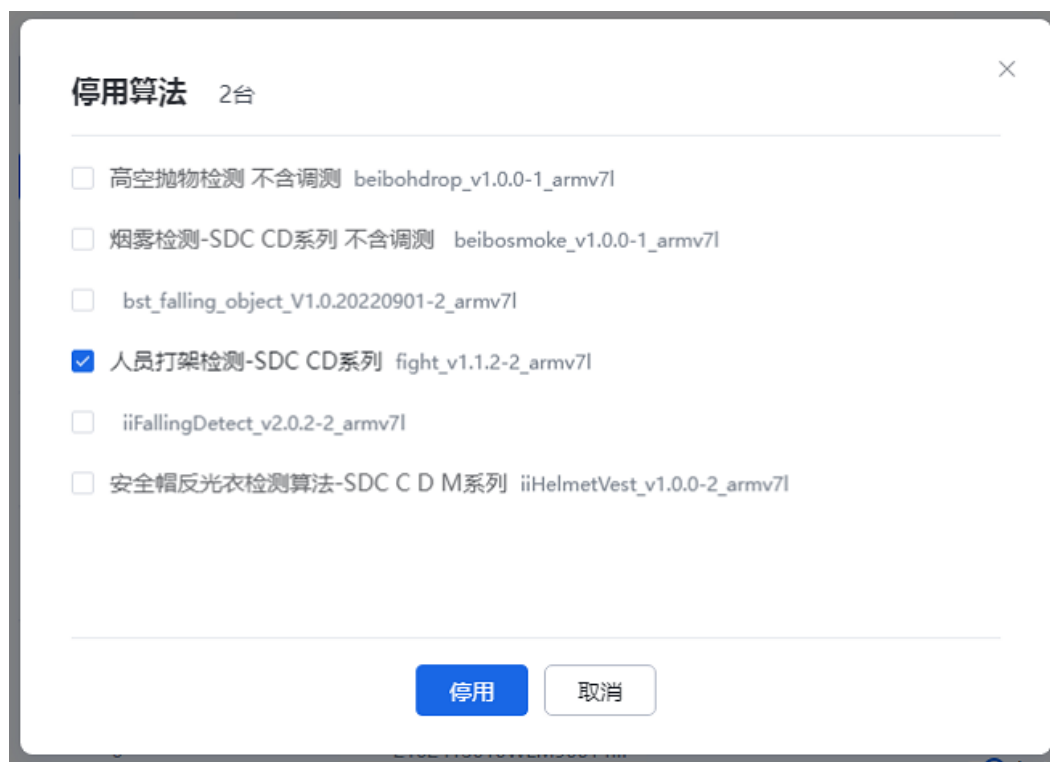 停用算法 2台
高空抛物检测 不含调测 beibohdrop_v1.0.0-1_armv7l
烟雾检测-SDC CD系列 不含调测 beibosmoke_v1.0.0-1_armv7l
bst_falling_object_V1.0.20220901-2_armv7l
人员打架检测-SDC CD系列 fight_v1.1.2-2_armv7l
iiFallingDetect_v2.0.2-2_armv7l
安全帽反光衣检测算法-SDC C D M系列 iiHelmetVest_v1.0.0-2_armv7l
停用 取消